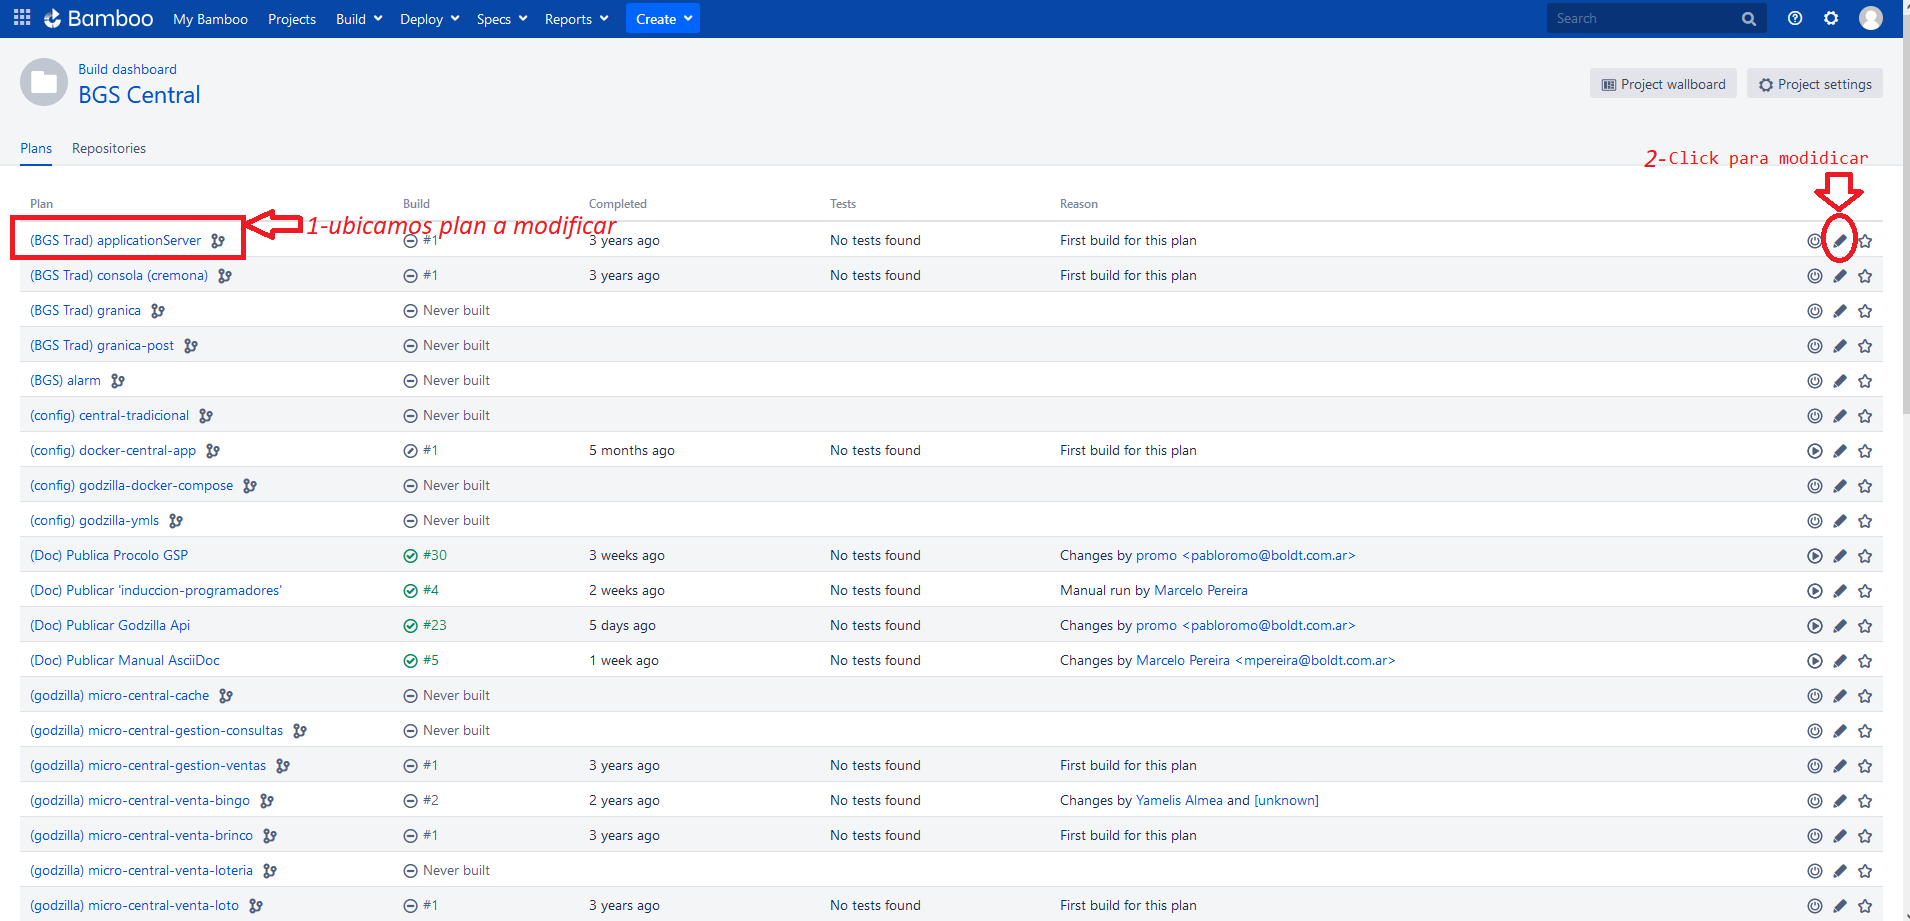 Bamboo My Bamboo Projects Build Deploy Specs Reports Create Search
Build dashboard
BGS Central
Project wallboard Project settings
Plans Repositories
2-Click para modidicar
Plan Build Completed Tests Reason
1-ubicamos plan a modificar
(BGS Trad) applicationServer #1 3 years ago No tests found First build for this plan
(BGS Trad) consola (cremona) #1 3 years ago No tests found First build for this plan
(BGS Trad) granica Never built
(BGS Trad) granica-post Never built
(BGS) alarm Never built
(config) central-tradicional Never built
(config) docker-central-app #1 5 months ago No tests found First build for this plan
(config) godzilla-docker-compose Never built
(config) godzilla-ymls Never built
(Doc) Publica Procolo GSP #30 3 weeks ago No tests found Changes by promo <pabloromo@boldt.com.ar>
(Doc) Publicar 'induccion-programadores' #4 2 weeks ago No tests found Manual run by Marcelo Pereira
(Doc) Publicar Godzilla Api #23 5 days ago No tests found Changes by promo <pabloromo@boldt.com.ar>
(Doc) Publicar Manual AsciiDoc #5 1 week ago No tests found Changes by Marcelo Pereira <mpereira@boldt.com.ar>
(godzilla) micro-central-cache Never built
(godzilla) micro-central-gestion-consultas Never built
(godzilla) micro-central-gestion-ventas #1 3 years ago No tests found First build for this plan
(godzilla) micro-central-venta-bingo #2 2 years ago No tests found Changes by Yamelis Almea and [unknown]
(godzilla) micro-central-venta-brinco #1 3 years ago No tests found First build for this plan
(godzilla) micro-central-venta-loteria Never built
(godzilla) micro-central-venta-loto #1 3 years ago No tests found First build for this plan